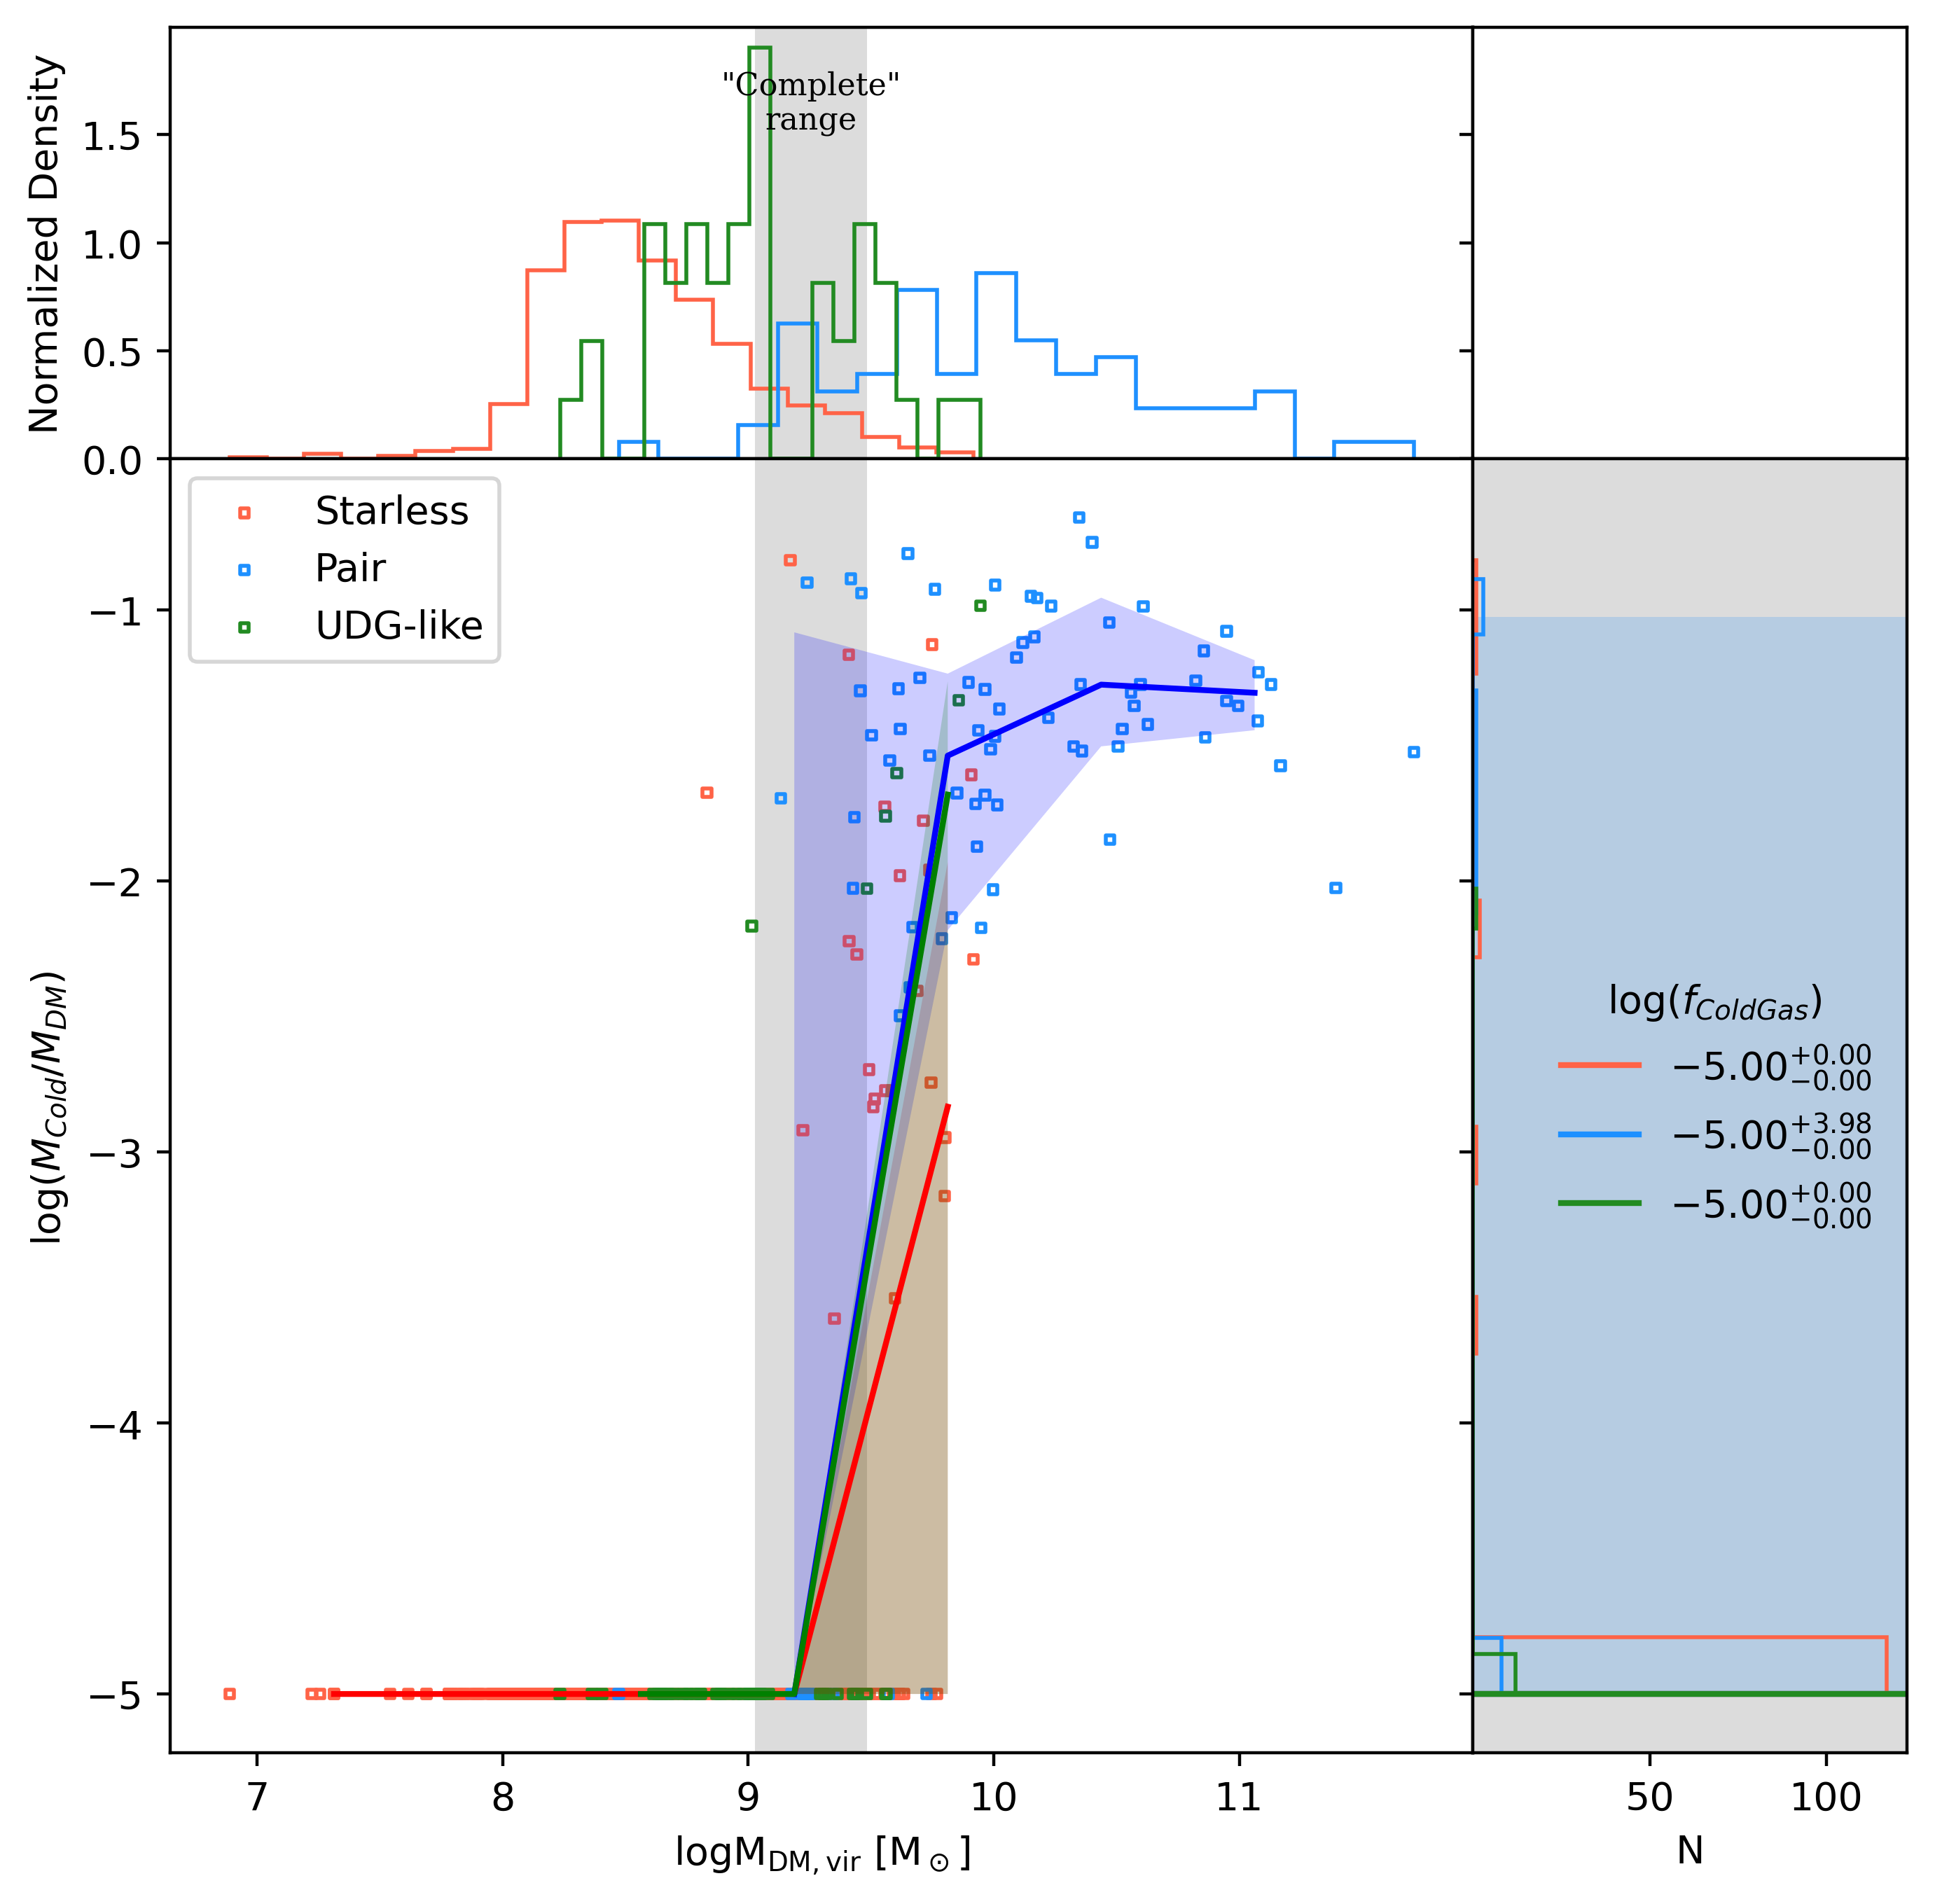 Normalized Density
1.5
1.0
0.5
0.0
"Complete"
range
Starless
Pair
UDG-like
log(M_Cold/M_DM)
−1
−2
−3
−4
−5
log(f_ColdGas)
−5.00^{+0.00}_{−0.00}
−5.00^{+3.98}_{−0.00}
−5.00^{+0.00}_{−0.00}
7 8 9 10 11
50 100
logM_{DM, vir} [M_⊙]
N